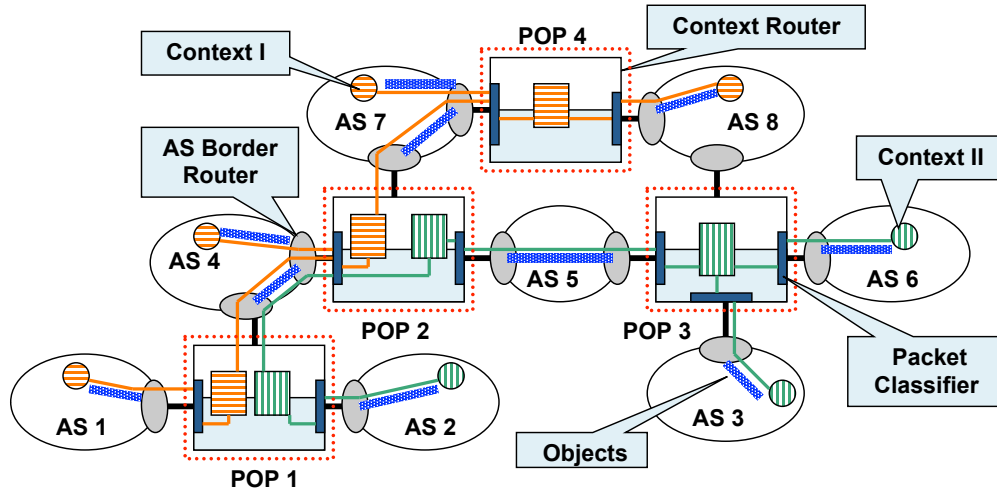 POP 4
Context I
Context Router
AS 7
AS 8
AS Border
Router
Context II
AS 4
AS 5
AS 6
POP 2
POP 3
Packet
Classifier
AS 1
AS 2
AS 3
Objects
POP 1